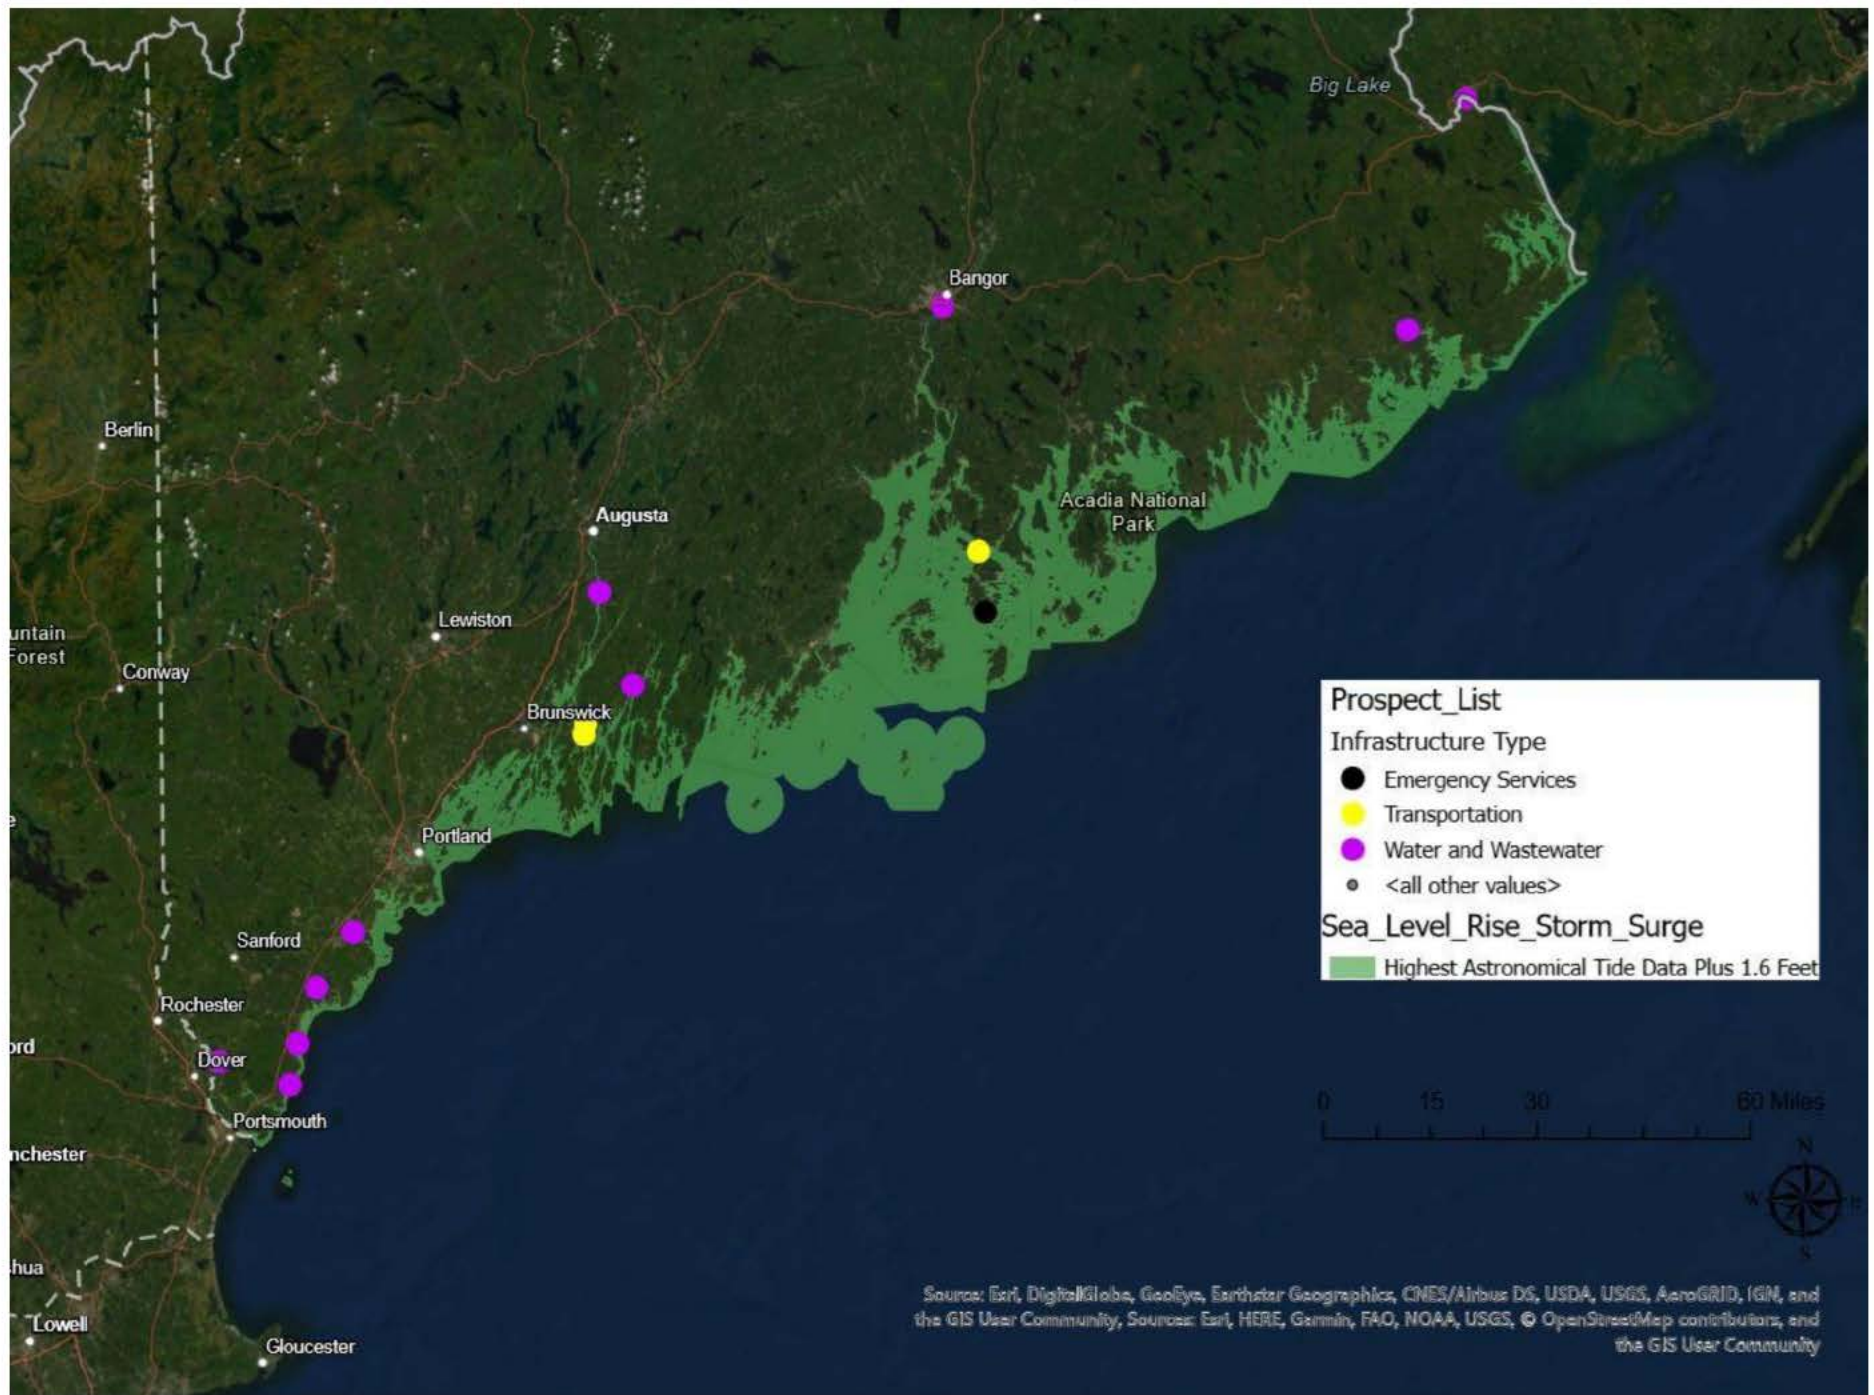 Big Lake
Bangor
Berlin
Acadia National
Park
Augusta
Lewiston
untain
Forest
Conway
Brunswick
Portland
Sanford
Rochester
ord
Dover
Portsmouth
nchester
hua
Lowell
Gloucester
Prospect_List
Infrastructure Type
Emergency Services
Transportation
Water and Wastewater
<all other values>
Sea_Level_Rise_Storm_Surge
Highest Astronomical Tide Data Plus 1.6 Feet
0 15 30 60 Miles
N
W E
S
Source: Esri, DigitalGlobe, GeoEye, Earthstar Geographics, CNES/Airbus DS, USDA, USGS, AeroGRID, IGN, and
the GIS User Community, Sources: Esri, HERE, Garmin, FAO, NOAA, USGS, © OpenStreetMap contributors, and
the GIS User Community